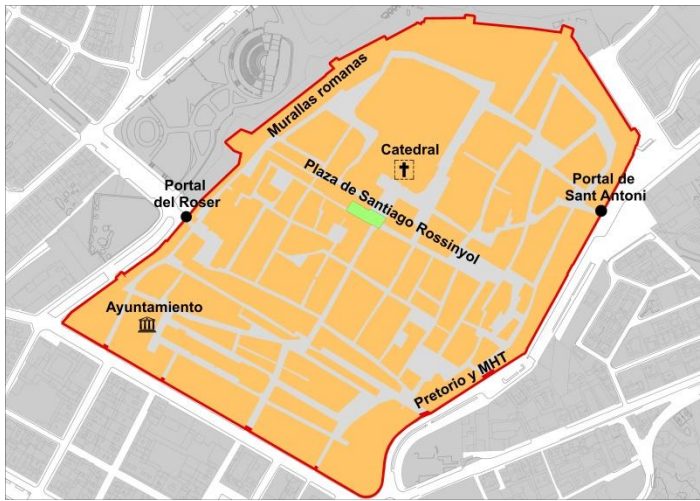 Murallas romanas
Catedral
Portal
del Roser
Plaza de Santiago Rossinyol
Portal de
Sant Antoni
Ayuntamiento
Pretorio y MHT